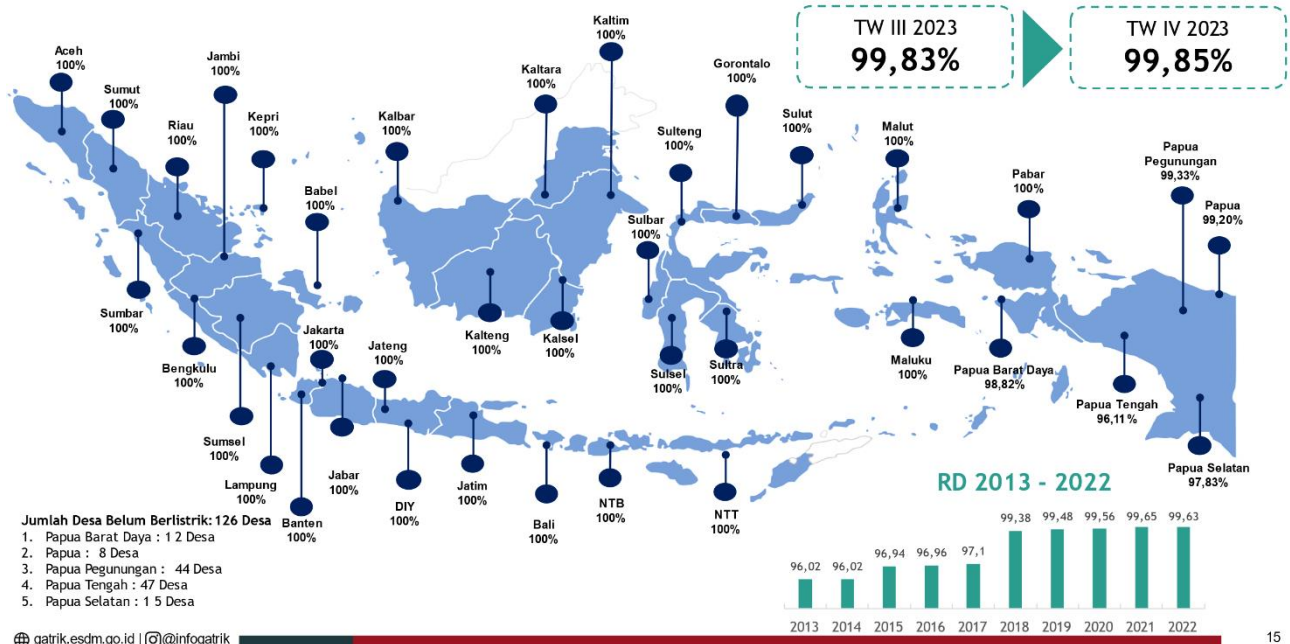 TW III 2023
99,83%
TW IV 2023
99,85%
Aceh
100%
Sumut
100%
Riau
100%
Jambi
100%
Kepri
100%
Babel
100%
Kalbar
100%
Kaltara
100%
Kaltim
100%
Gorontalo
100%
Sulteng
100%
Sulut
100%
Malut
100%
Sulbar
100%
Pabar
100%
Papua
Pegunungan
99,33%
Papua
99,20%
Sumbar
100%
Bengkulu
100%
Jakarta
100%
Jateng
100%
Kalteng
100%
Kalsel
100%
Sulsel
100%
Sultra
100%
Maluku
100%
Papua Barat Daya
98,82%
Papua Tengah
96,11%
Papua Selatan
97,83%
Sumsel
100%
Lampung
100%
Banten
100%
Jabar
100%
DIY
100%
Jatim
100%
Bali
100%
NTB
100%
NTT
100%
Jumlah Desa Belum Berlistrik: 126 Desa
1. Papua Barat Daya : 1 2 Desa
2. Papua : 8 Desa
3. Papua Pegunungan : 44 Desa
4. Papua Tengah : 47 Desa
5. Papua Selatan : 1 5 Desa
RD 2013 - 2022
96,02 96,02 96,94 96,96 97,1 99,38 99,48 99,56 99,65 99,63
2013 2014 2015 2016 2017 2018 2019 2020 2021 2022
gatrik.esdm.go.id | @infogatrik
15